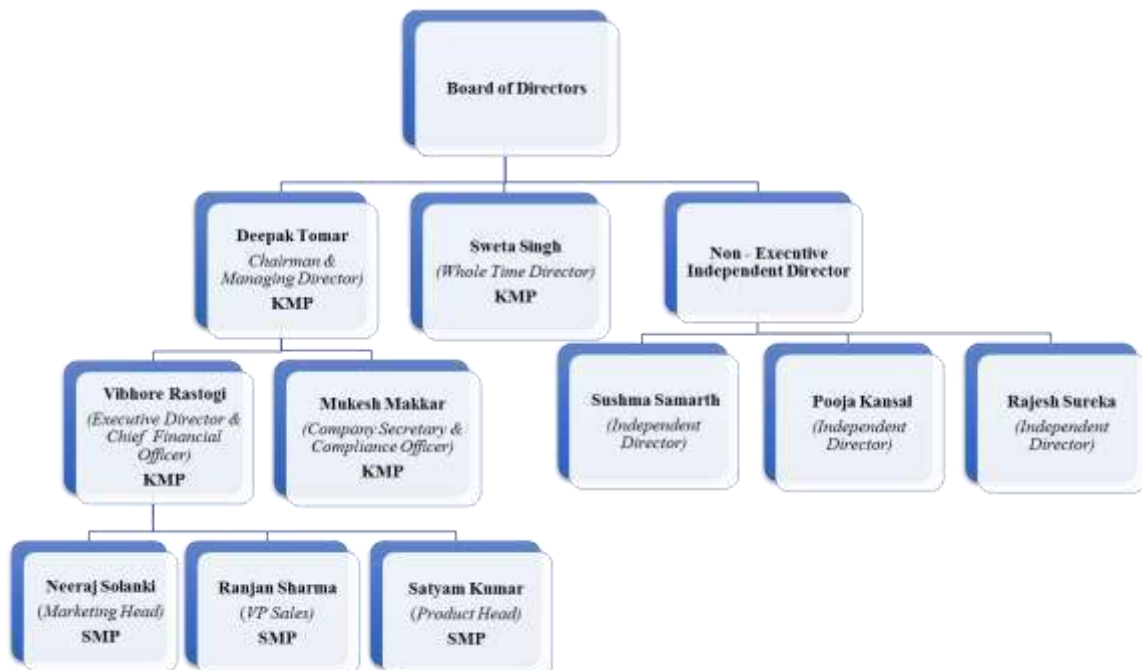 Board of Directors
Deepak Tomar
Chairman &
Managing Director)
KMP
Sweta Singh
(Whole Time Director)
KMP
Non - Executive
Independent Director
Vibhore Rastogi
(Executive Director &
Chief Financial
Officer)
KMP
Mukesh Makkar
(Company Secretary &
Compliance Officer)
KMP
Sushma Samarth
(Independent
Director)
Pooja Kansal
(Independent
Director)
Rajesh Sureka
(Independent
Director)
Neeraj Solanki
(Marketing Head)
SMP
Ranjan Sharma
(VP Sales)
SMP
Satyam Kumar
(Product Head)
SMP